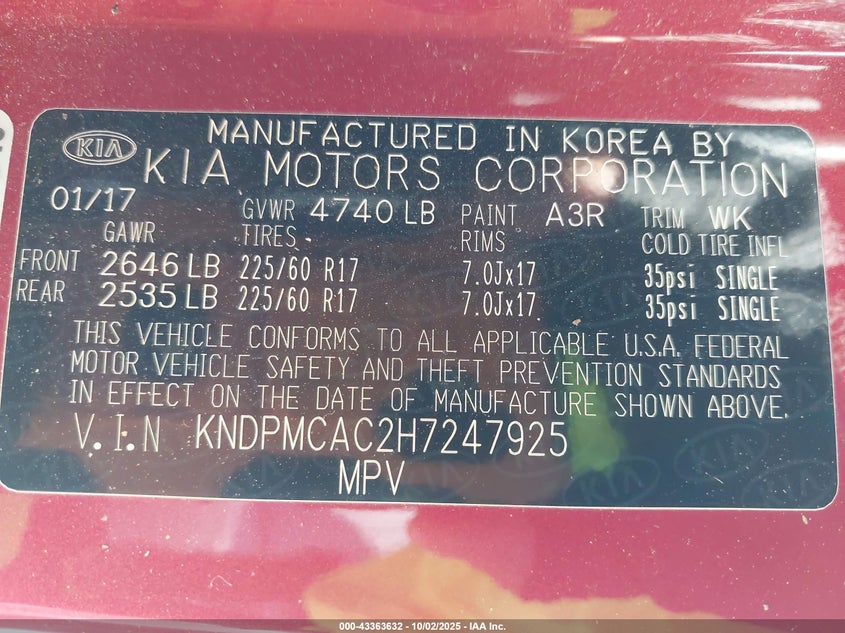 MANUFACTURED IN KOREA BY
KIA KIA MOTORS CORPORATION
01/17 GVWR 4740 LB PAINT A3R TRIM WK
GAWR TIRES RIMS COLD TIRE INFL
FRONT 2646 LB 225/60 R17 7.0Jx17 35psi SINGLE
REAR 2535 LB 225/60 R17 7.0Jx17 35psi SINGLE
THIS VEHICLE CONFORMS TO ALL APPLICABLE U.S.A. FEDERAL
MOTOR VEHICLE SAFETY AND THEFT PREVENTION STANDARDS
IN EFFECT ON THE DATE OF MANUFACTURE SHOWN ABOVE.
V.I.N KNDPMCAC2H7247925
MPV
000-43363632 - 10/02/2025 - IAA Inc.